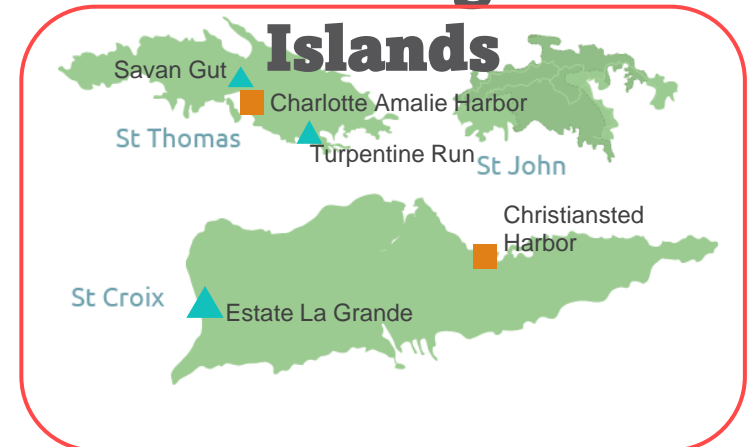 Islands
Savan Gut
Charlotte Amalie Harbor
St Thomas
Turpentine Run
St John
Christiansted
Harbor
St Croix
Estate La Grande